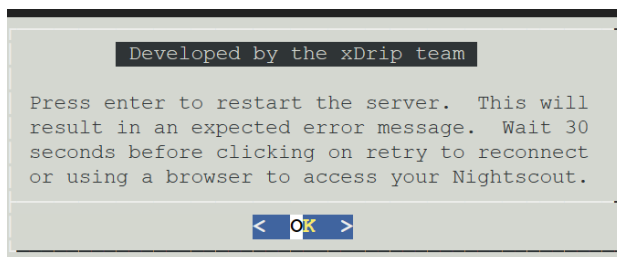 Developed by the xDrip team
Press enter to restart the server.  This will
result in an expected error message.  Wait 30
seconds before clicking on retry to reconnect
or using a browser to access your Nightscout.
<  OK  >